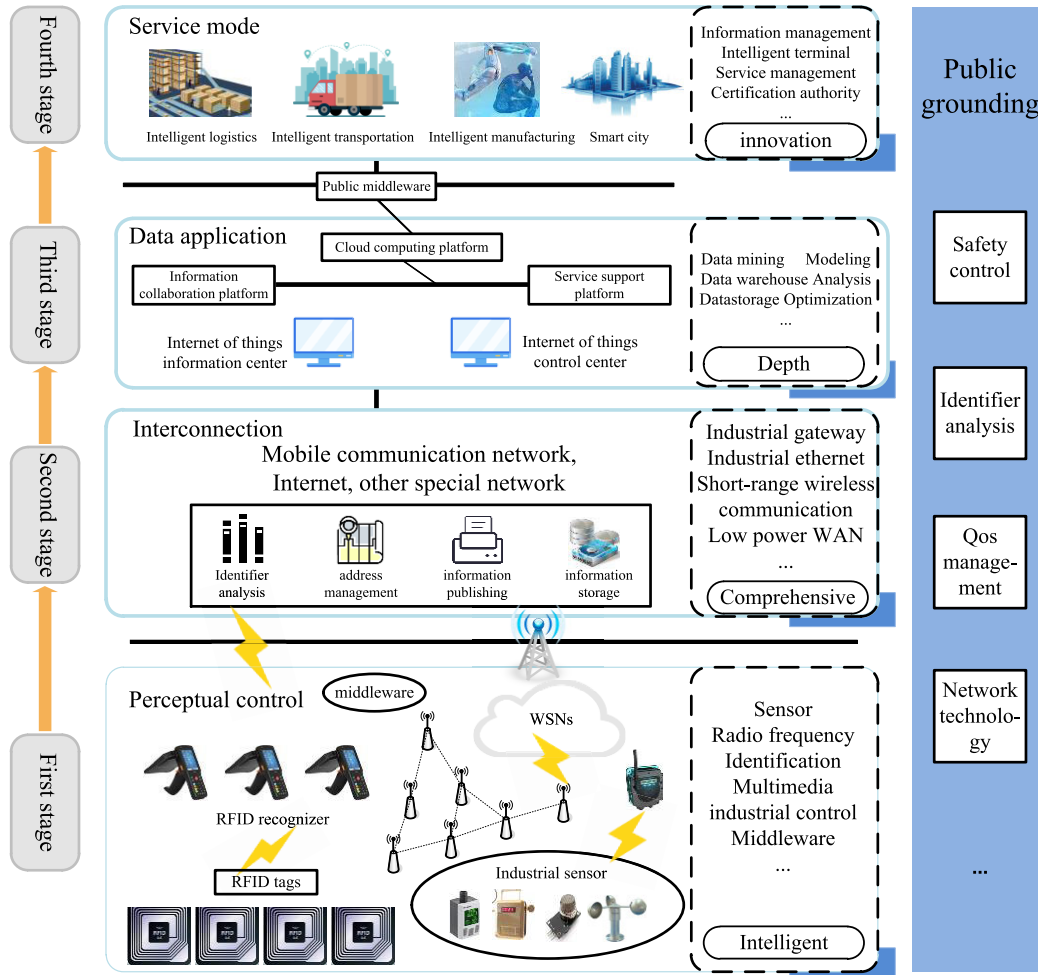 Fourth stage
Service mode
Intelligent logistics
Intelligent transportation
Intelligent manufacturing
Smart city
Information management
Intelligent terminal
Service management
Certification authority
...
innovation
Public middleware
Third stage
Data application
Cloud computing platform
Information
collaboration platform
Service support
platform
Internet of things
information center
Internet of things
control center
Data mining Modeling
Data warehouse Analysis
Datastorage Optimization
...
Depth
Second stage
Interconnection
Mobile communication network,
Internet, other special network
Identifier
analysis
address
management
information
publishing
information
storage
Industrial gateway
Industrial ethernet
Short-range wireless
communication
Low power WAN
...
Comprehensive
First stage
Perceptual control
middleware
WSNs
RFID recognizer
RFID tags
RFID
RFID
RFID
RFID
Industrial sensor
Sensor
Radio frequency
Identification
Multimedia
industrial control
Middleware
...
Intelligent
Public
grounding
Safety
control
Identifier
analysis
Qos
manage-
ment
Network
technolo-
gy
...